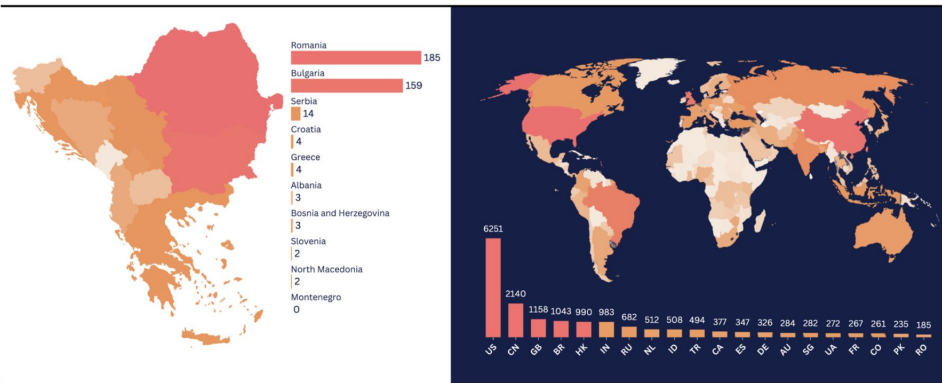 Romania
185
Bulgaria
159
Serbia
14
Croatia
4
Greece
4
Albania
3
Bosnia and Herzegovina
3
Slovenia
2
North Macedonia
2
Montenegro
0
6251
2140
1158 1043 990 983 682 512 508 494 377 347 326 284 282 272 267 261 235 185
US CN GB BR HK IN RU NL ID TR CA ES DE AU SG UA FR CO PK RO